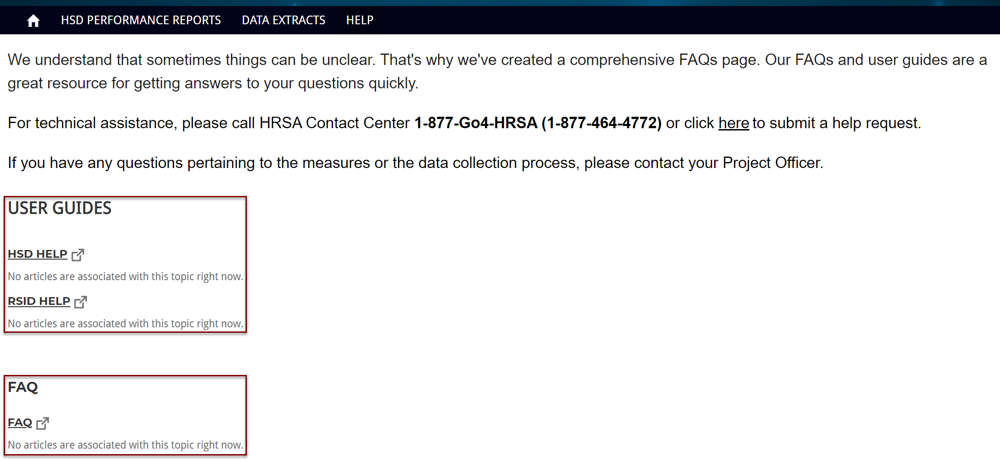 HSD PERFORMANCE REPORTS DATA EXTRACTS HELP
We understand that sometimes things can be unclear. That's why we've created a comprehensive FAQs page. Our FAQs and user guides are a
great resource for getting answers to your questions quickly.
For technical assistance, please call HRSA Contact Center 1-877-Go4-HRSA (1-877-464-4772) or click here to submit a help request.
If you have any questions pertaining to the measures or the data collection process, please contact your Project Officer.
USER GUIDES
HSD HELP
No articles are associated with this topic right now.
RSID HELP
No articles are associated with this topic right now.
FAQ
FAQ
No articles are associated with this topic right now.